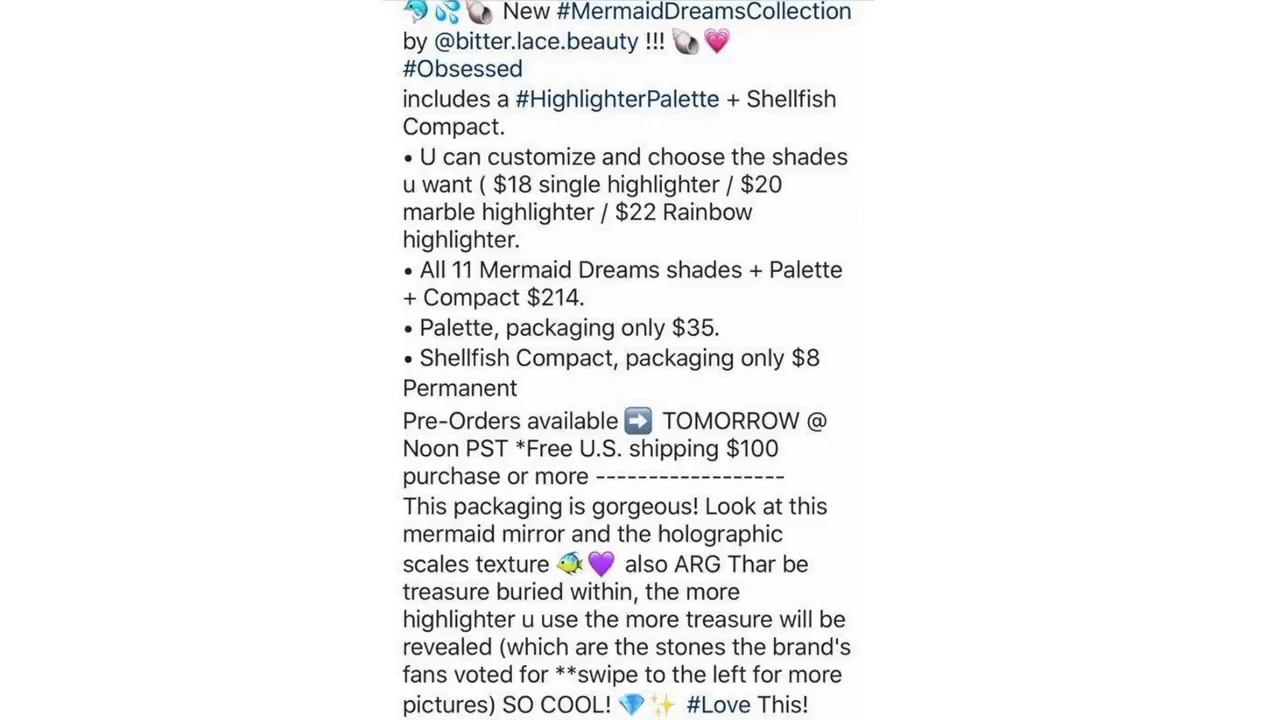 🐬💦🐚 New #MermaidDreamsCollection
by @bitter.lace.beauty !!! 🐚💗
#Obsessed
includes a #HighlighterPalette + Shellfish
Compact.
• U can customize and choose the shades
u want ( $18 single highlighter / $20
marble highlighter / $22 Rainbow
highlighter.
• All 11 Mermaid Dreams shades + Palette
+ Compact $214.
• Palette, packaging only $35.
• Shellfish Compact, packaging only $8
Permanent
Pre-Orders available ➡️ TOMORROW @
Noon PST *Free U.S. shipping $100
purchase or more ------------------
This packaging is gorgeous! Look at this
mermaid mirror and the holographic
scales texture 🐠💜 also ARG Thar be
treasure buried within, the more
highlighter u use the more treasure will be
revealed (which are the stones the brand's
fans voted for **swipe to the left for more
pictures) SO COOL! 💎✨ #Love This!